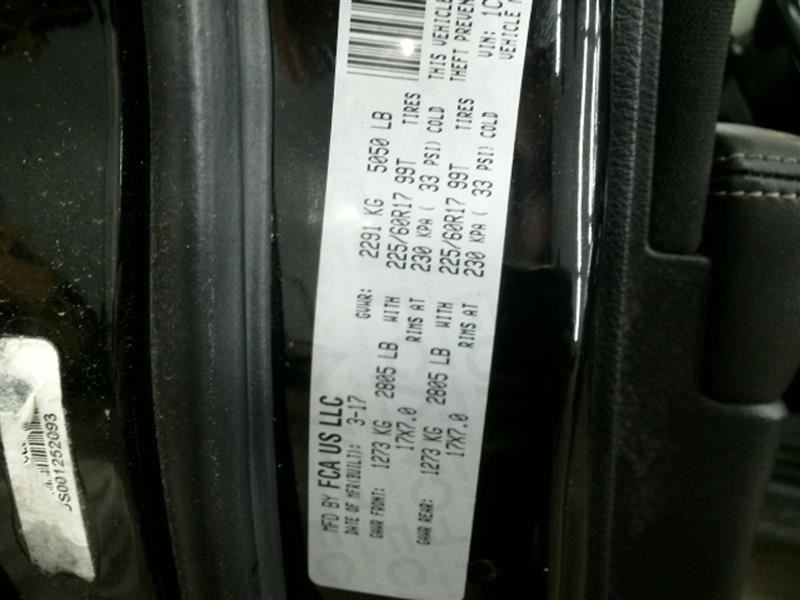 MFD BY FCA US LLC
DATE OF MFR(BUILT): 3-17 GVWR: 2291 KG 5050 LB
GAWR FRONT: 1273 KG 2805 LB WITH 225/60R17 99T TIRES
17X7.0 RIMS AT 230 KPA ( 33 PSI) COLD
GAWR REAR: 1273 KG 2805 LB WITH 225/60R17 99T TIRES
17X7.0 RIMS AT 230 KPA ( 33 PSI) COLD
THIS VEHICLE
THEFT PREVEN
VIN: 1C
VEHICLE
JS001252093